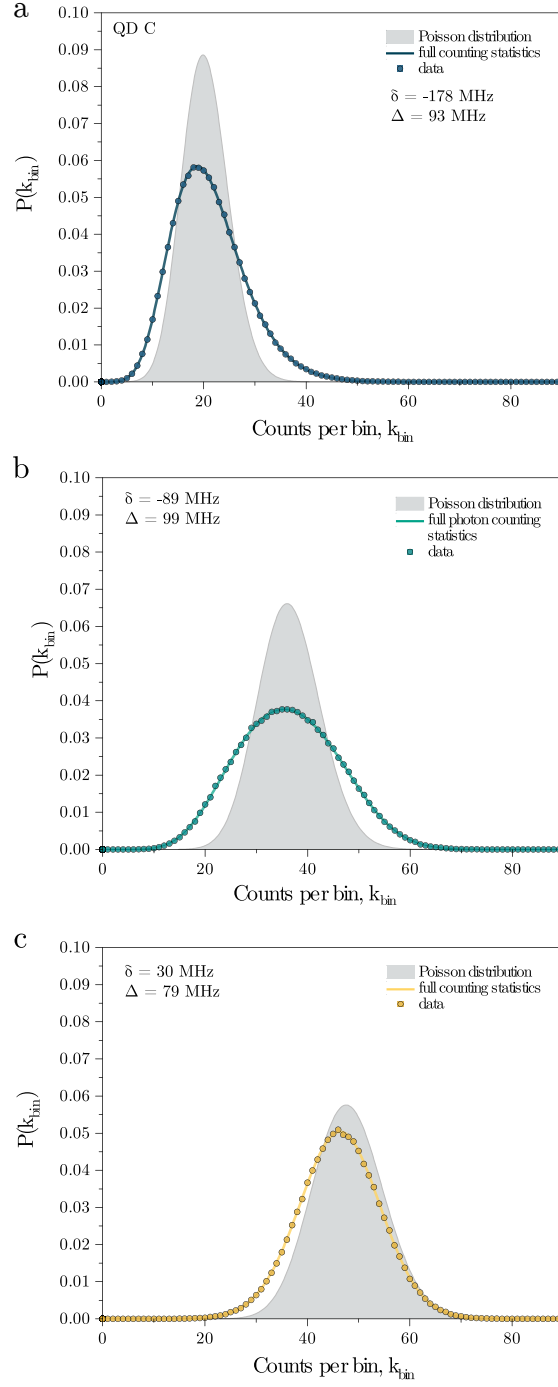 a
QD C
Poisson distribution
full counting statistics
data
δ = -178 MHz
Δ = 93 MHz
0.10
0.09
0.08
0.07
0.06
0.05
0.04
0.03
0.02
0.01
0.00
P(k_bin)
0 20 40 60 80
Counts per bin, k_bin
b
δ = -89 MHz
Δ = 99 MHz
Poisson distribution
full photon counting
statistics
data
0.10
0.09
0.08
0.07
0.06
0.05
0.04
0.03
0.02
0.01
0.00
P(k_bin)
0 20 40 60 80
Counts per bin, k_bin
c
δ = 30 MHz
Δ = 79 MHz
Poisson distribution
full counting statistics
data
0.10
0.09
0.08
0.07
0.06
0.05
0.04
0.03
0.02
0.01
0.00
P(k_bin)
0 20 40 60 80
Counts per bin, k_bin